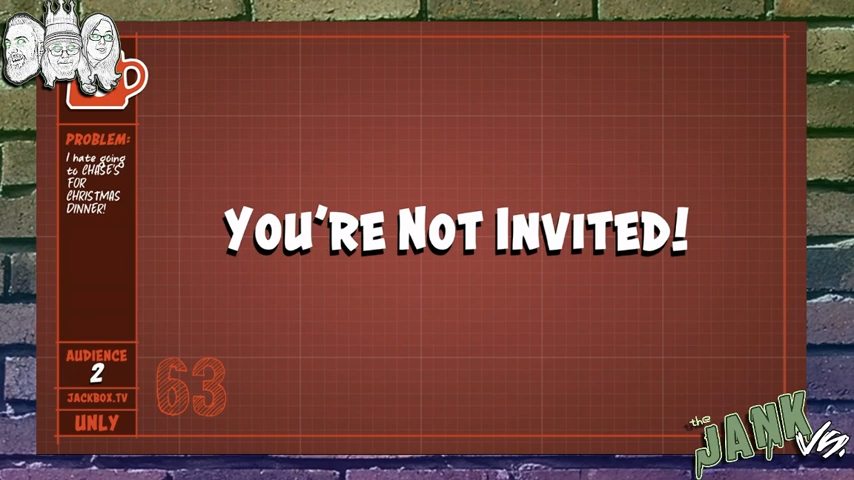 PROBLEM:
I hate going
to CHASE'S
FOR
CHRISTMAS
DINNER!
YOU'RE NOT INVITED!
AUDIENCE
2
JACKBOX.TV
UNLY
63
the
JANK
VS.